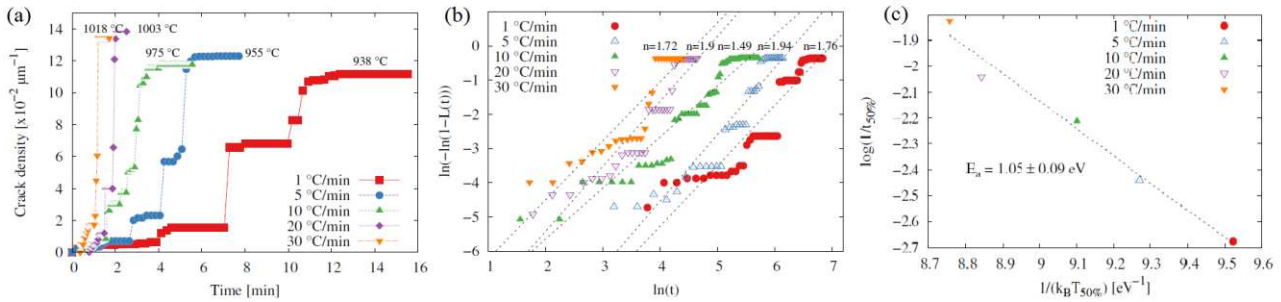 (a)
Crack density [x10⁻² μm⁻¹]
14
12
10
8
6
4
2
0
1018 °C
1003 °C
975 °C
955 °C
938 °C
1 °C/min
5 °C/min
10 °C/min
20 °C/min
30 °C/min
0 2 4 6 8 10 12 14 16
Time [min]
(b)
ln(-ln(1-L(t)))
1
0
-1
-2
-3
-4
-5
-6
1 °C/min
5 °C/min
10 °C/min
20 °C/min
30 °C/min
n=1.72 n=1.9 n=1.49 n=1.94 n=1.76
1 2 3 4 5 6 7
ln(t)
(c)
log(1/t50%)
-1.8
-1.9
-2
-2.1
-2.2
-2.3
-2.4
-2.5
-2.6
-2.7
1 °C/min
5 °C/min
10 °C/min
20 °C/min
30 °C/min
Ea = 1.05 ± 0.09 eV
8.7 8.8 8.9 9 9.1 9.2 9.3 9.4 9.5 9.6
1/(kBT50%) [eV⁻¹]